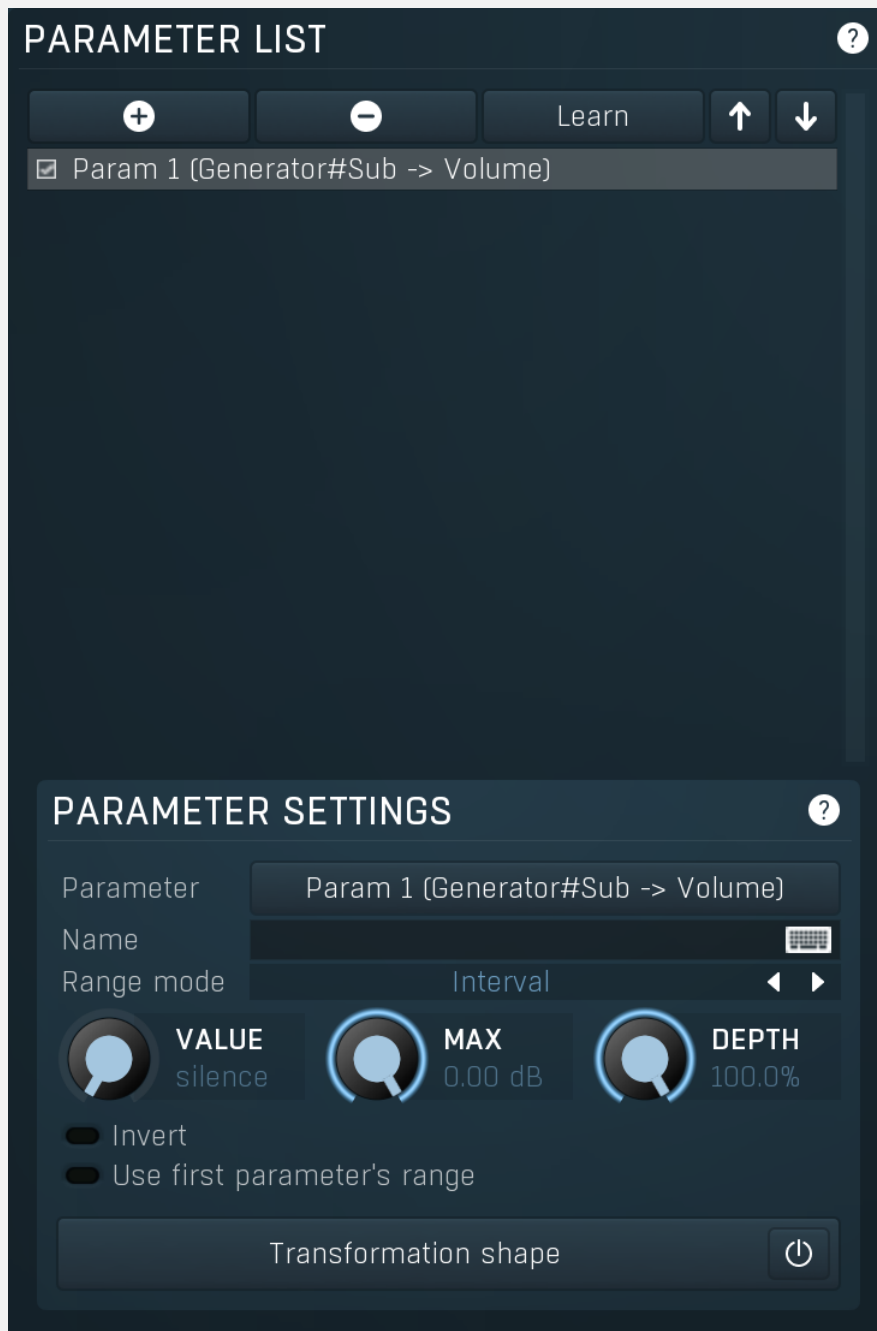 PARAMETER LIST ?
Learn
Param 1 (Generator#Sub -> Volume)
PARAMETER SETTINGS ?
Parameter Param 1 (Generator#Sub -> Volume)
Name
Range mode Interval
VALUE MAX DEPTH
silence 0.00 dB 100.0%
Invert
Use first parameter's range
Transformation shape